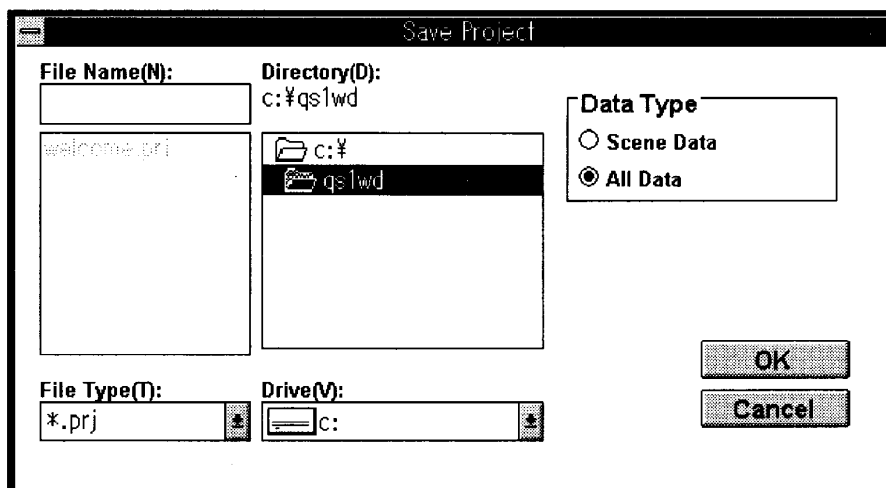 Save Project
File Name(N):
Directory(D):
c:¥qs1wd
welcome.prj
c:¥
qs1wd
Data Type
Scene Data
All Data
OK
Cancel
File Type(T):
*.prj
Drive(V):
c: